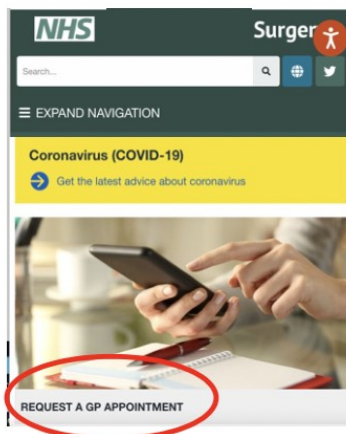 NHS
Surger
Search...
☰ EXPAND NAVIGATION
Coronavirus (COVID-19)
Get the latest advice about coronavirus
REQUEST A GP APPOINTMENT